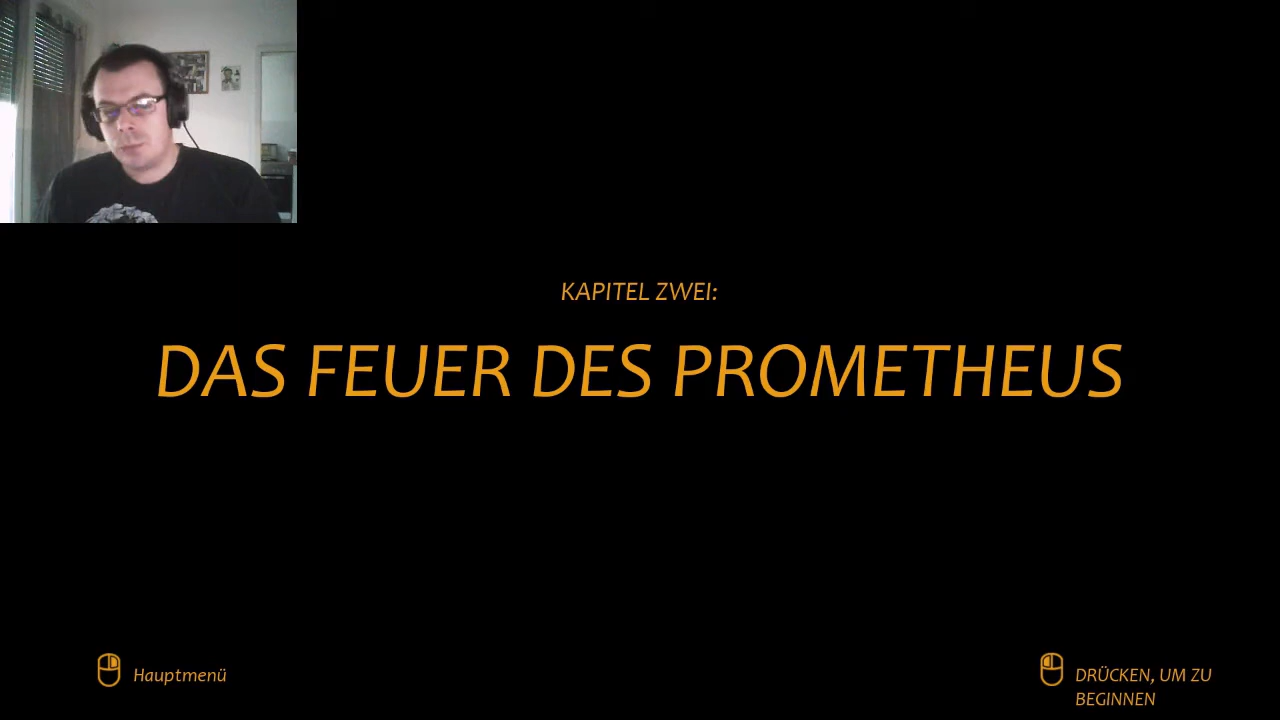 KAPITEL ZWEI:
DAS FEUER DES PROMETHEUS
Hauptmenü
DRÜCKEN, UM ZU
BEGINNEN